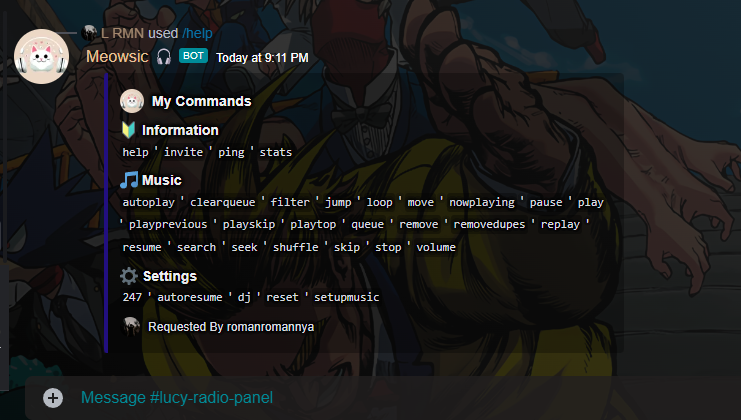 L RMN used /help
Meowsic BOT Today at 9:11 PM
My Commands
Information
help ' invite ' ping ' stats
Music
autoplay ' clearqueue ' filter ' jump ' loop ' move ' nowplaying ' pause ' play
' playprevious ' playskip ' playtop ' queue ' remove ' removedupes ' replay '
resume ' search ' seek ' shuffle ' skip ' stop ' volume
Settings
247 ' autoresume ' dj ' reset ' setupmusic
Requested By romanromannya
Message #lucy-radio-panel